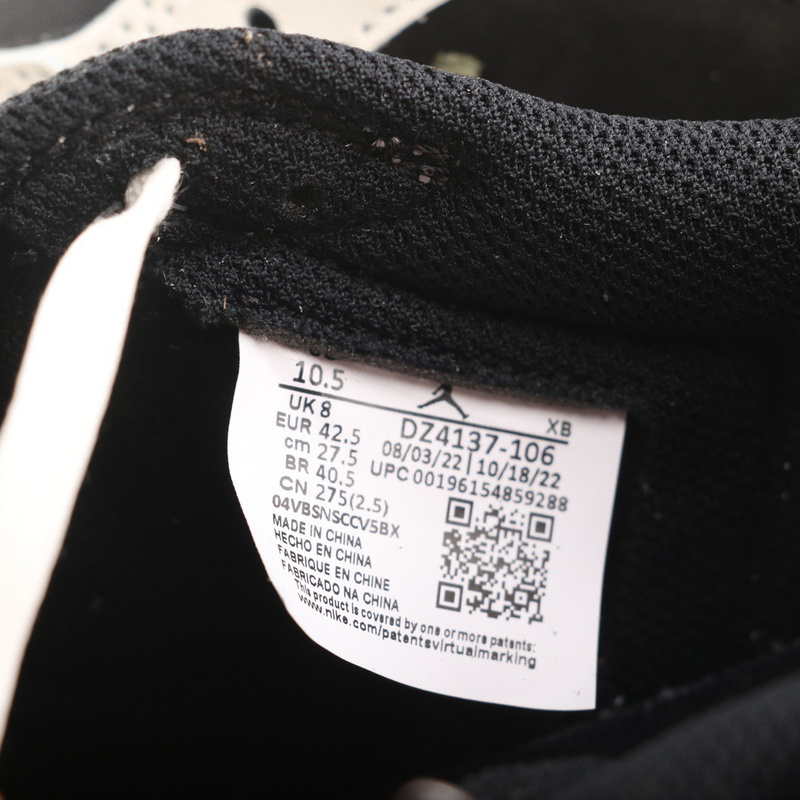 10.5
UK 8
EUR 42.5
cm 27.5
BR 40.5
CN 275(2.5)
04VBSNSCCV5BX
XB
DZ4137-106
08/03/22 | 10/18/22
UPC 00196154859288
MADE IN CHINA
HECHO EN CHINA
FABRIQUE EN CHINE
FABRICADO NA CHINA
This product is covered by one or more patents:
www.nike.com/patentsvirtualmarking